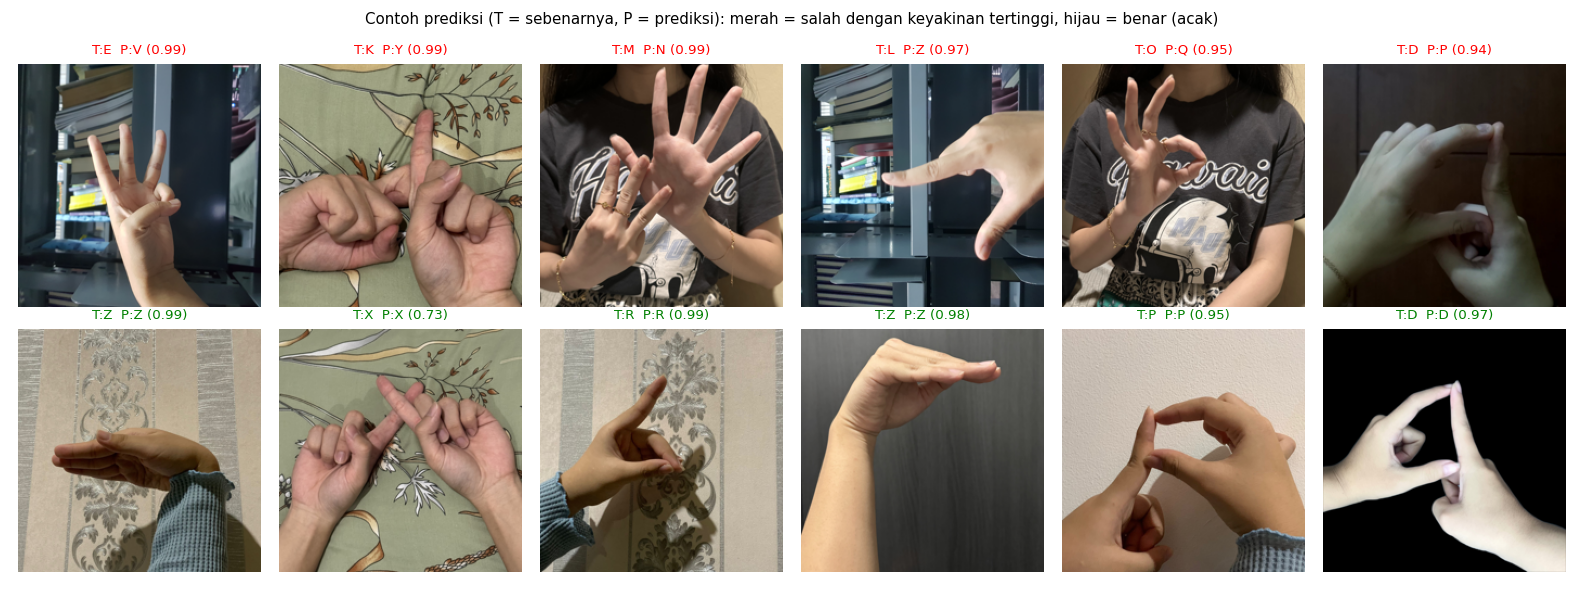 Contoh prediksi (T = sebenarnya, P = prediksi): merah = salah dengan keyakinan tertinggi, hijau = benar (acak)
T:E P:V (0.99)
T:K P:Y (0.99)
T:M P:N (0.99)
T:L P:Z (0.97)
T:O P:Q (0.95)
T:D P:P (0.94)
T:Z P:Z (0.99)
T:X P:X (0.73)
T:R P:R (0.99)
T:Z P:Z (0.98)
T:P P:P (0.95)
T:D P:D (0.97)